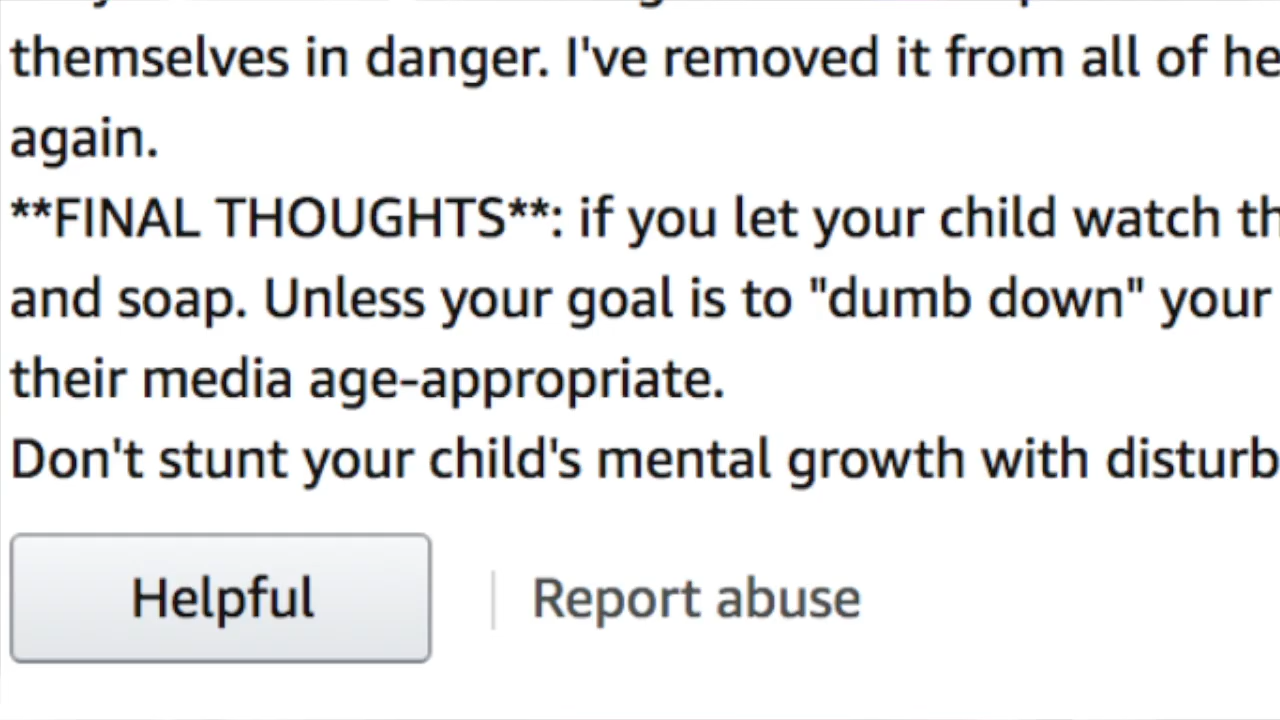 themselves in danger. I've removed it from all of he
again.
**FINAL THOUGHTS**: if you let your child watch th
and soap. Unless your goal is to "dumb down" your
their media age-appropriate.
Don't stunt your child's mental growth with disturb
Helpful
Report abuse